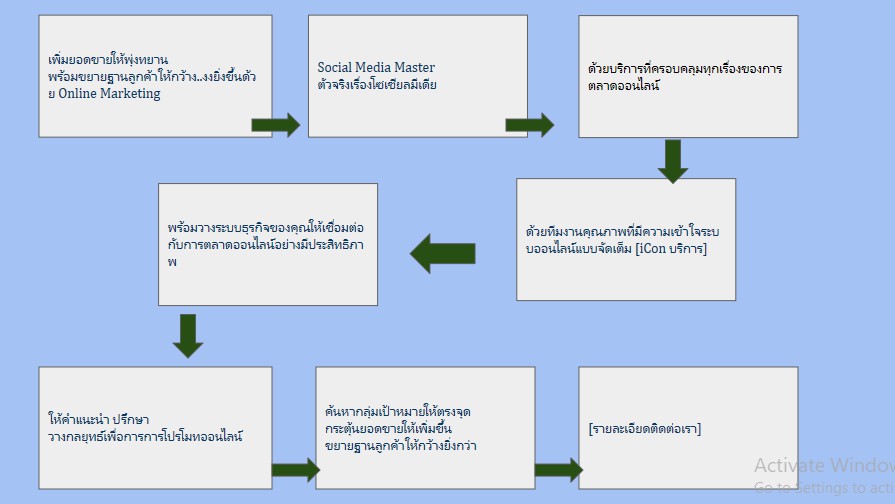 เพิ่มยอดขายให้พุ่งทยาน
พร้อมขยายฐานลูกค้าให้กว้าง..งงยิ่งขึ้นด้ว
ย Online Marketing
Social Media Master
ตัวจริงเรื่องโซเชียลมีเดีย
ด้วยบริการที่ครอบคลุมทุกเรื่องของการ
ตลาดออนไลน์
ด้วยทีมงานคุณภาพที่มีความเข้าใจระบ
บออนไลน์แบบจัดเต็ม [iCon บริการ]
พร้อมวางระบบธุรกิจของคุณให้เชื่อมต่อ
กับการตลาดออนไลน์อย่างมีประสิทธิภา
พ
ให้คำแนะนำ ปรึกษา
วางกลยุทธ์เพื่อการการโปรโมทออนไลน์
ค้นหากลุ่มเป้าหมายให้ตรงจุด
กระตุ้นยอดขายให้เพิ่มขึ้น
ขยายฐานลูกค้าให้กว้างยิ่งกว่า
[รายละเอียดติดต่อเรา]
Activate Window
Go to Settings to acti